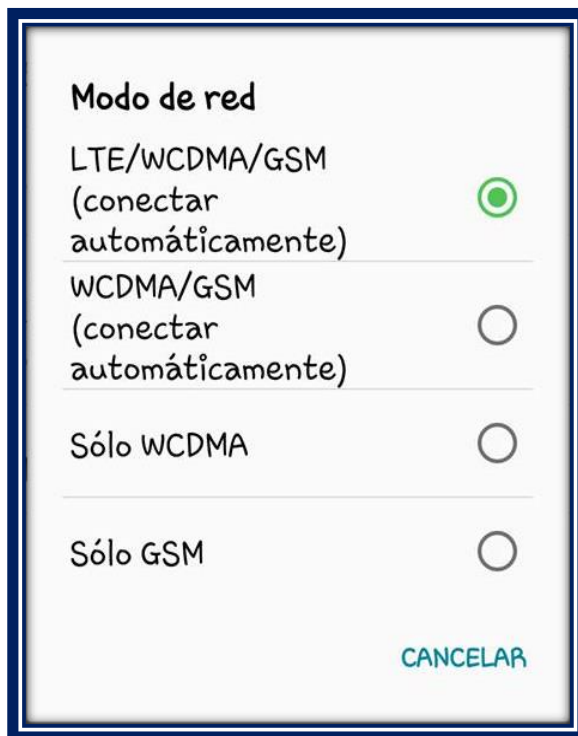 Modo de red
LTE/WCDMA/GSM
(conectar
automáticamente)
WCDMA/GSM
(conectar
automáticamente)
Sólo WCDMA
Sólo GSM
CANCELAR